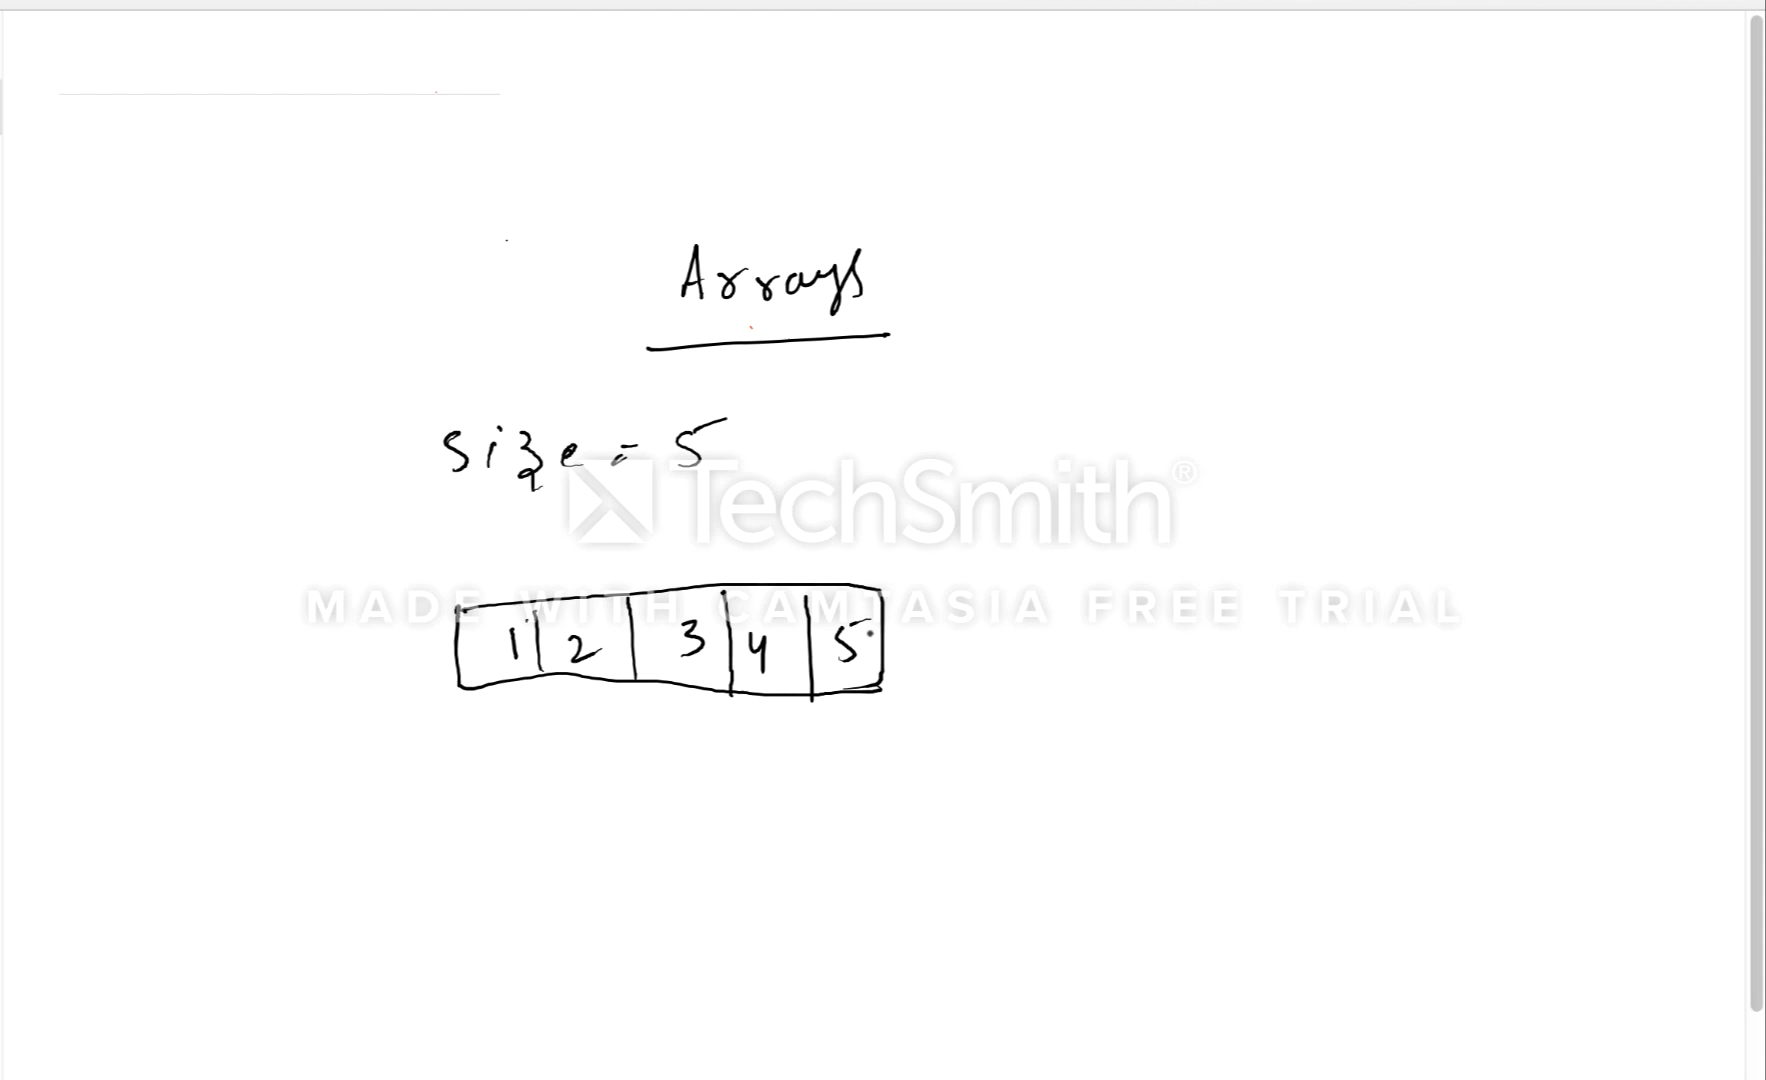 Arrays
size = 5
TechSmith®
MADE WITH CAMTASIA FREE TRIAL
1 2 3 4 5